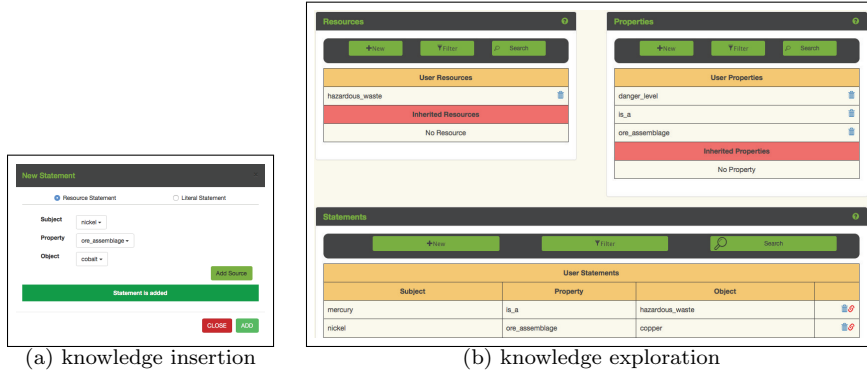 New Statement
Resource Statement Literal Statement
Subject nickel
Property ore_assemblage
Object cobalt
Add Source
Statement is added
CLOSE ADD
(a) knowledge insertion
Resources
+New Filter Search
User Resources
hazardous_waste
Inherited Resources
No Resource
Properties
+New Filter Search
User Properties
danger_level
is_a
ore_assemblage
Inherited Properties
No Property
Statements
+New Filter Search
User Statements
Subject Property Object
mercury is_a hazardous_waste
nickel ore_assemblage copper
(b) knowledge exploration